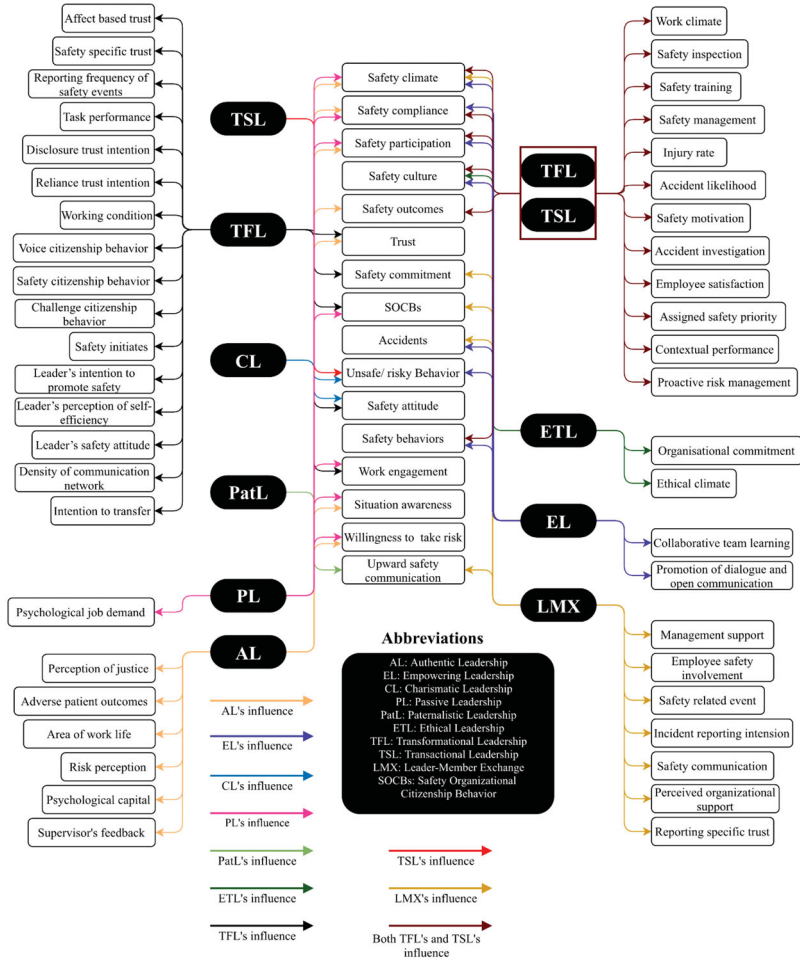 Affect based trust
Safety specific trust
Reporting frequency of
safety events
Task performance
Disclosure trust intention
Reliance trust intention
Working condition
Voice citizenship behavior
Safety citizenship behavior
Challenge citizenship
behavior
Safety initiates
Leader's intention to
promote safety
Leader's perception of self-
efficiency
Leader's safety attitude
Density of communication
network
Intention to transfer
Psychological job demand
Perception of justice
Adverse patient outcomes
Area of work life
Risk perception
Psychological capital
Supervisor's feedback
TSL
TFL
CL
PatL
PL
AL
Safety climate
Safety compliance
Safety participation
Safety culture
Safety outcomes
Trust
Safety commitment
SOCBs
Accidents
Unsafe/ risky Behavior
Safety attitude
Safety behaviors
Work engagement
Situation awareness
Willingness to take risk
Upward safety
communication
TFL
TSL
ETL
EL
LMX
Work climate
Safety inspection
Safety training
Safety management
Injury rate
Accident likelihood
Safety motivation
Accident investigation
Employee satisfaction
Assigned safety priority
Contextual performance
Proactive risk management
Organisational commitment
Ethical climate
Collaborative team learning
Promotion of dialogue and
open communication
Management support
Employee safety
involvement
Safety related event
Incident reporting intension
Safety communication
Perceived organizational
support
Reporting specific trust
Abbreviations
AL: Authentic Leadership
EL: Empowering Leadership
CL: Charismatic Leadership
PL: Passive Leadership
PatL: Paternalistic Leadership
ETL: Ethical Leadership
TFL: Transformational Leadership
TSL: Transactional Leadership
LMX: Leader-Member Exchange
SOCBs: Safety Organizational
Citizenship Behavior
AL's influence
EL's influence
CL's influence
PL's influence
PatL's influence
ETL's influence
TFL's influence
TSL's influence
LMX's influence
Both TFL's and TSL's
influence